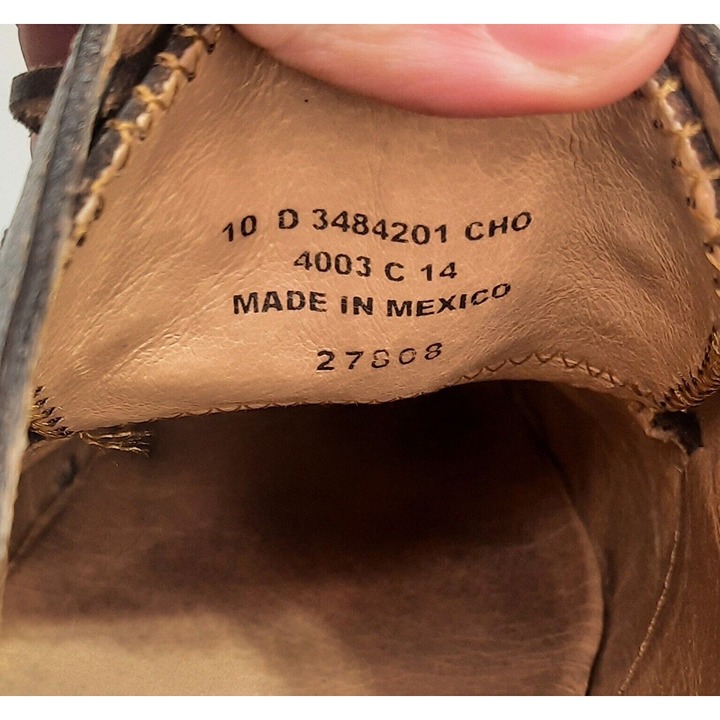 10 D 3484201 CHO
4003 C 14
MADE IN MEXICO
27808